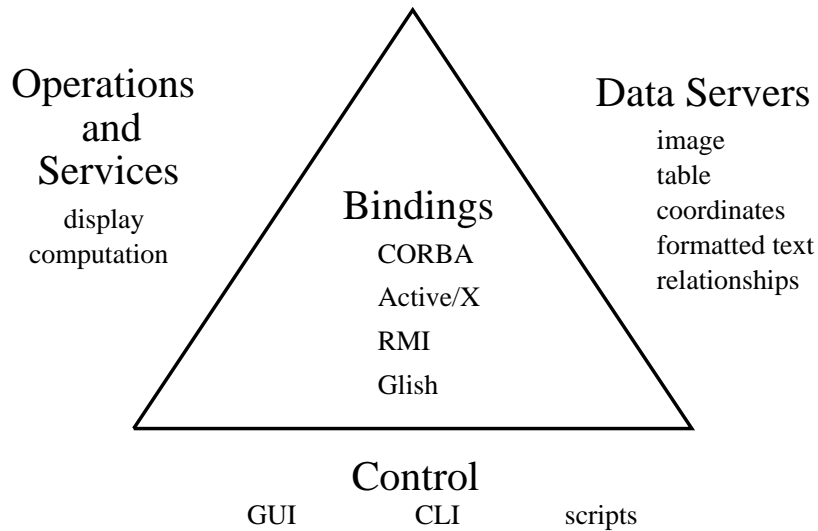 Operations
and
Services
display
computation
Data Servers
image
table
coordinates
formatted text
relationships
Bindings
CORBA
Active/X
RMI
Glish
Control
GUI CLI scripts